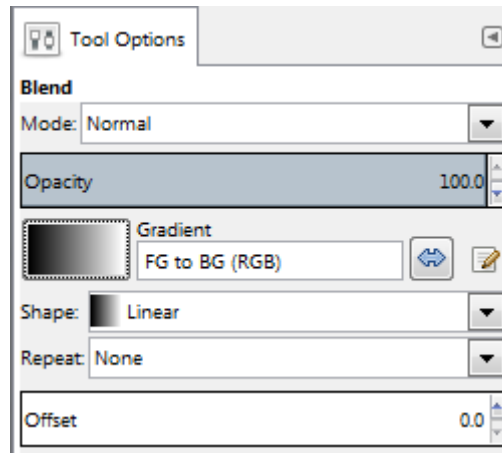 Tool Options
Blend
Mode: Normal
Opacity 100.0
Gradient
FG to BG (RGB)
Shape: Linear
Repeat: None
Offset 0.0